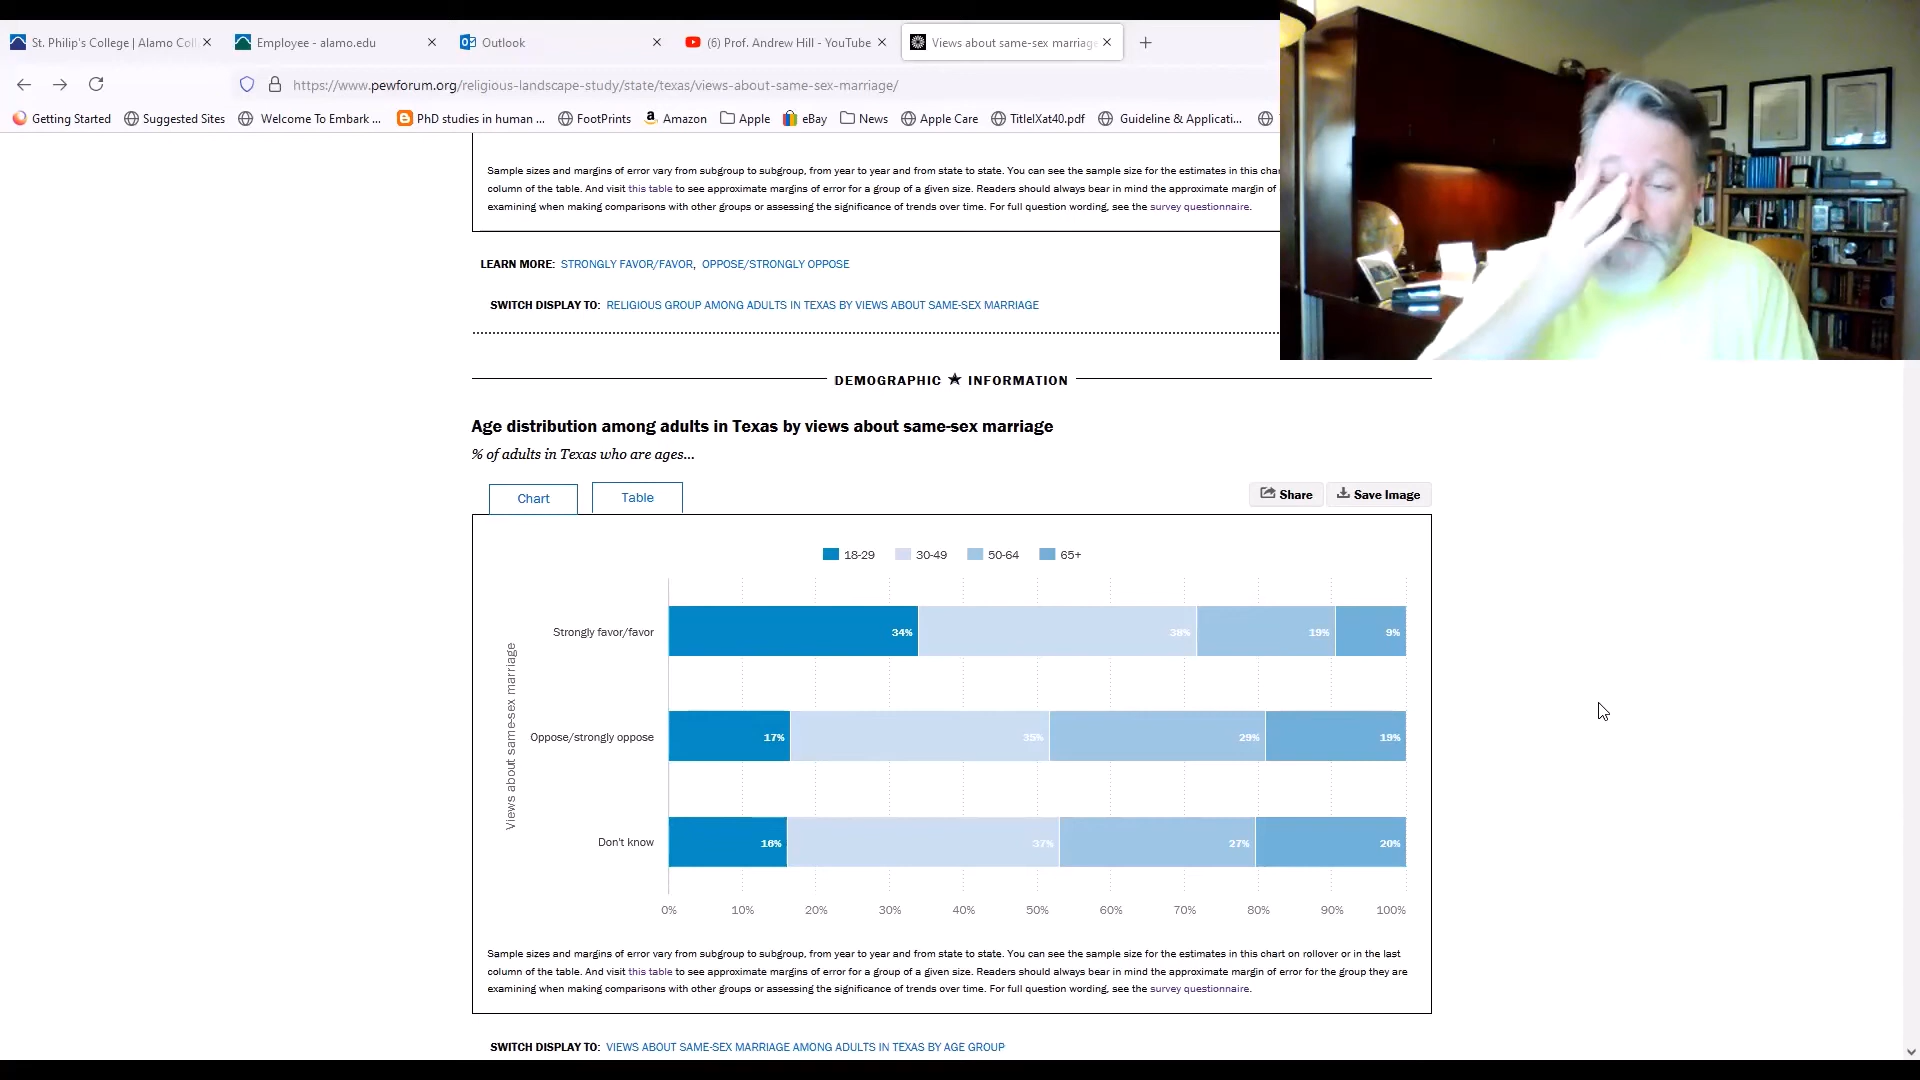 St. Philip's College | Alamo Coll
Employee - alamo.edu
Outlook
(6) Prof. Andrew Hill - YouTube
Views about same-sex marriage
https://www.pewforum.org/religious-landscape-study/state/texas/views-about-same-sex-marriage/
Getting Started
Suggested Sites
Welcome To Embark ...
PhD studies in human ...
FootPrints
Amazon
Apple
eBay
News
Apple Care
TitleIXat40.pdf
Guideline & Applicati...
Sample sizes and margins of error vary from subgroup to subgroup, from year to year and from state to state. You can see the sample size for the estimates in this char
column of the table. And visit this table to see approximate margins of error for a group of a given size. Readers should always bear in mind the approximate margin of
examining when making comparisons with other groups or assessing the significance of trends over time. For full question wording, see the survey questionnaire.
LEARN MORE: STRONGLY FAVOR/FAVOR, OPPOSE/STRONGLY OPPOSE
SWITCH DISPLAY TO: RELIGIOUS GROUP AMONG ADULTS IN TEXAS BY VIEWS ABOUT SAME-SEX MARRIAGE
DEMOGRAPHIC ★ INFORMATION
Age distribution among adults in Texas by views about same-sex marriage
% of adults in Texas who are ages...
Chart
Table
Share
Save Image
18-29 30-49 50-64 65+
Views about same-sex marriage
Strongly favor/favor 34% 38% 19% 9%
Oppose/strongly oppose 17% 35% 29% 19%
Don't know 16% 37% 27% 20%
0% 10% 20% 30% 40% 50% 60% 70% 80% 90% 100%
Sample sizes and margins of error vary from subgroup to subgroup, from year to year and from state to state. You can see the sample size for the estimates in this chart on rollover or in the last
column of the table. And visit this table to see approximate margins of error for a group of a given size. Readers should always bear in mind the approximate margin of error for the group they are
examining when making comparisons with other groups or assessing the significance of trends over time. For full question wording, see the survey questionnaire.
SWITCH DISPLAY TO: VIEWS ABOUT SAME-SEX MARRIAGE AMONG ADULTS IN TEXAS BY AGE GROUP